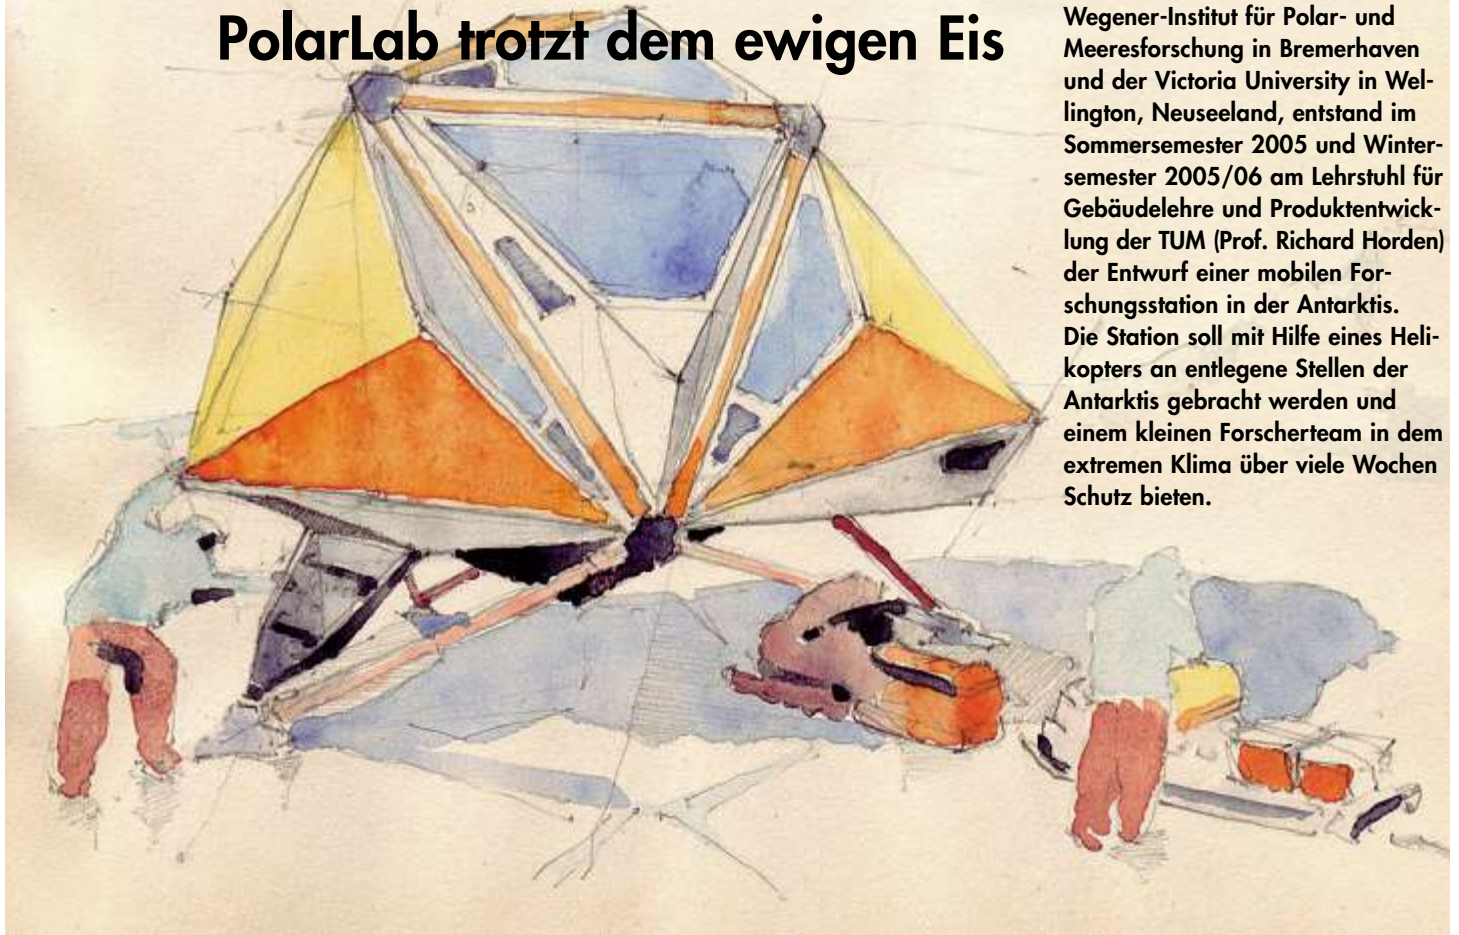 PolarLab trotzt dem ewigen Eis
Wegener-Institut für Polar- und
Meeresforschung in Bremerhaven
und der Victoria University in Wel-
lington, Neuseeland, entstand im
Sommersemester 2005 und Winter-
semester 2005/06 am Lehrstuhl für
Gebäudelehre und Produktentwick-
lung der TUM (Prof. Richard Horden)
der Entwurf einer mobilen For-
schungsstation in der Antarktis.
Die Station soll mit Hilfe eines Heli-
kopters an entlegene Stellen der
Antarktis gebracht werden und
einem kleinen Forscherteam in dem
extremen Klima über viele Wochen
Schutz bieten.